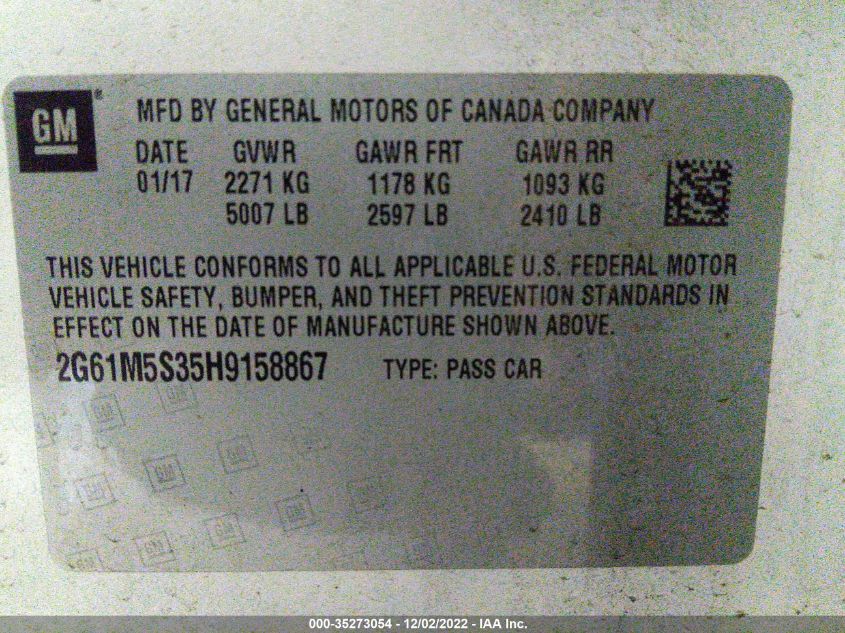 GM®
MFD BY GENERAL MOTORS OF CANADA COMPANY
DATE GVWR GAWR FRT GAWR RR
01/17 2271 KG 1178 KG 1093 KG
5007 LB 2597 LB 2410 LB
THIS VEHICLE CONFORMS TO ALL APPLICABLE U.S. FEDERAL MOTOR
VEHICLE SAFETY, BUMPER, AND THEFT PREVENTION STANDARDS IN
EFFECT ON THE DATE OF MANUFACTURE SHOWN ABOVE.
2G61M5S35H9158867 TYPE: PASS CAR
000-35273054 - 12/02/2022 - IAA Inc.